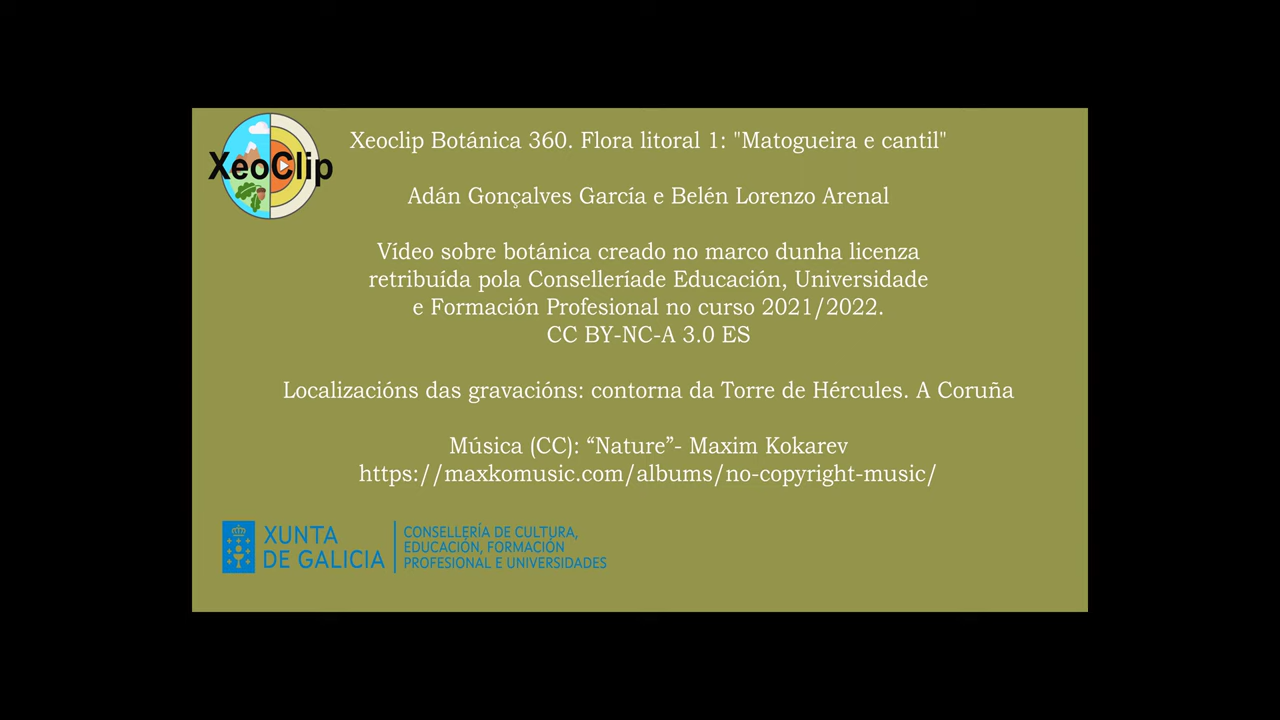 XeoClip
Xeoclip Botánica 360. Flora litoral 1: "Matogueira e cantil"
Adán Gonçalves García e Belén Lorenzo Arenal
Vídeo sobre botánica creado no marco dunha licenza
retribuída pola Conselleríade Educación, Universidade
e Formación Profesional no curso 2021/2022.
CC BY-NC-A 3.0 ES
Localizacións das gravacións: contorna da Torre de Hércules. A Coruña
Música (CC): “Nature”- Maxim Kokarev
https://maxkomusic.com/albums/no-copyright-music/
XUNTA
DE GALICIA
CONSELLERÍA DE CULTURA,
EDUCACIÓN, FORMACIÓN
PROFESIONAL E UNIVERSIDADES